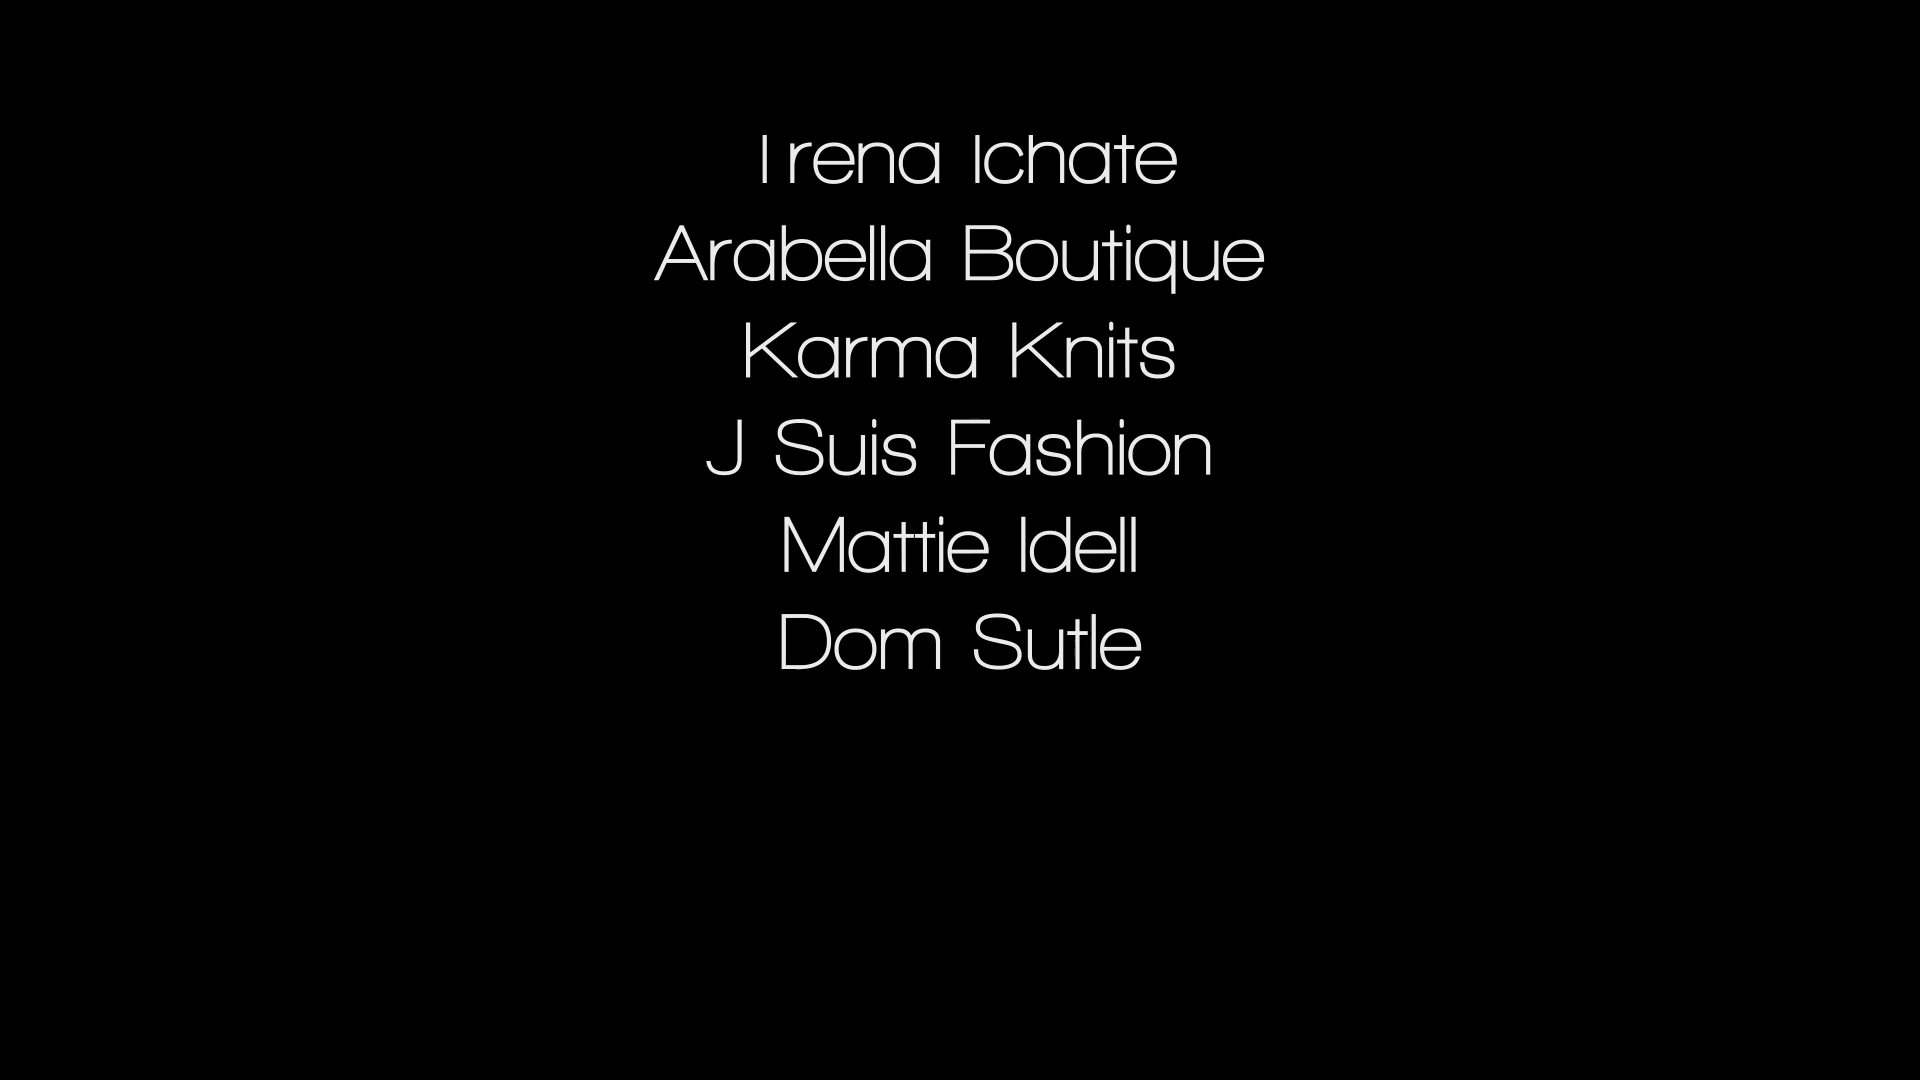 Irena Ichate
Arabella Boutique
Karma Knits
J Suis Fashion
Mattie Idell
Dom Sutle